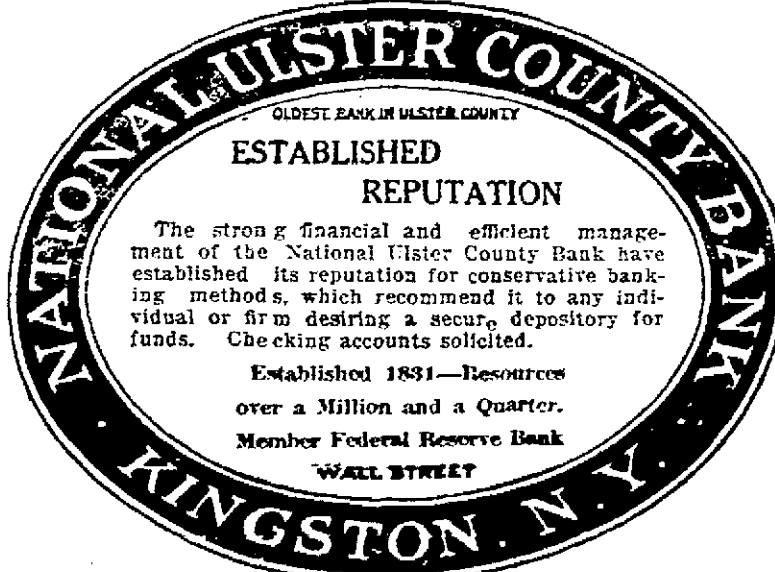 NATIONAL ULSTER COUNTY BANK
OLDEST BANK IN ULSTER COUNTY
ESTABLISHED
REPUTATION
The strong financial and efficient manage-
ment of the National Ulster County Bank have
established its reputation for conservative bank-
ing methods, which recommend it to any indi-
vidual or firm desiring a secure depository for
funds. Checking accounts solicited.
Established 1831—Resources
over a Million and a Quarter.
Member Federal Reserve Bank
WALL STREET
KINGSTON. N. Y.